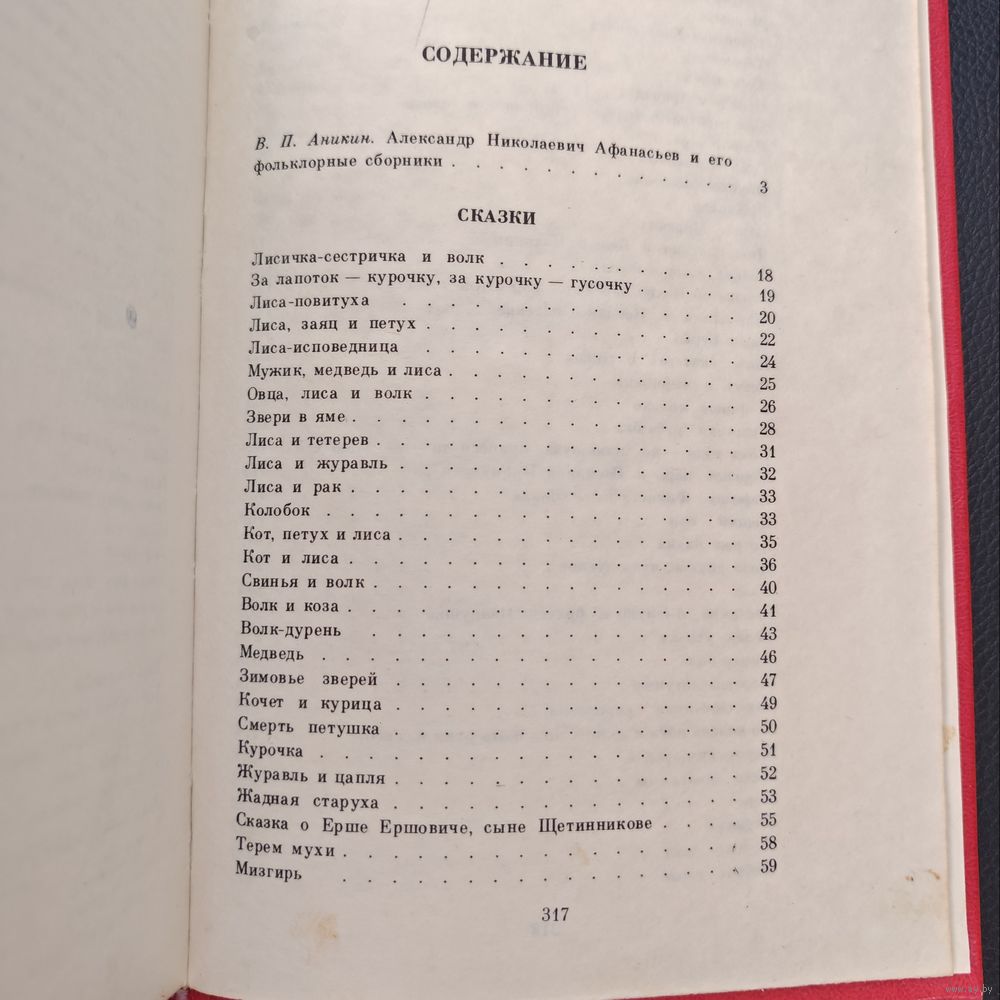 СОДЕРЖАНИЕ
В. П. Аникин. Александр Николаевич Афанасьев и его
фольклорные сборники . . . . . . . . . . . . 3
СКАЗКИ
Лисичка-сестричка и волк . . . . . . . . . . 18
За лапоток — курочку, за курочку — гусочку . . . . . 19
Лиса-повитуха . . . . . . . . . . . . . 20
Лиса, заяц и петух . . . . . . . . . . . . 22
Лиса-исповедница . . . . . . . . . . . . 24
Мужик, медведь и лиса . . . . . . . . . . . 25
Овца, лиса и волк . . . . . . . . . . . . 26
Звери в яме . . . . . . . . . . . . . . 28
Лиса и тетерев . . . . . . . . . . . . . 31
Лиса и журавль . . . . . . . . . . . . . 32
Лиса и рак . . . . . . . . . . . . . . 33
Колобок . . . . . . . . . . . . . . . 33
Кот, петух и лиса . . . . . . . . . . . . 35
Кот и лиса . . . . . . . . . . . . . . 36
Свинья и волк . . . . . . . . . . . . . 40
Волк и коза . . . . . . . . . . . . . . 41
Волк-дурень . . . . . . . . . . . . . . 43
Медведь . . . . . . . . . . . . . . . 46
Зимовье зверей . . . . . . . . . . . . . 47
Кочет и курица . . . . . . . . . . . . . 49
Смерть петушка . . . . . . . . . . . . . 50
Курочка . . . . . . . . . . . . . . . 51
Журавль и цапля . . . . . . . . . . . . . 52
Жадная старуха . . . . . . . . . . . . . 53
Сказка о Ерше Ершовиче, сыне Щетинникове . . . . 55
Терем мухи . . . . . . . . . . . . . . 58
Мизгирь . . . . . . . . . . . . . . . 59
317
www.ay.by